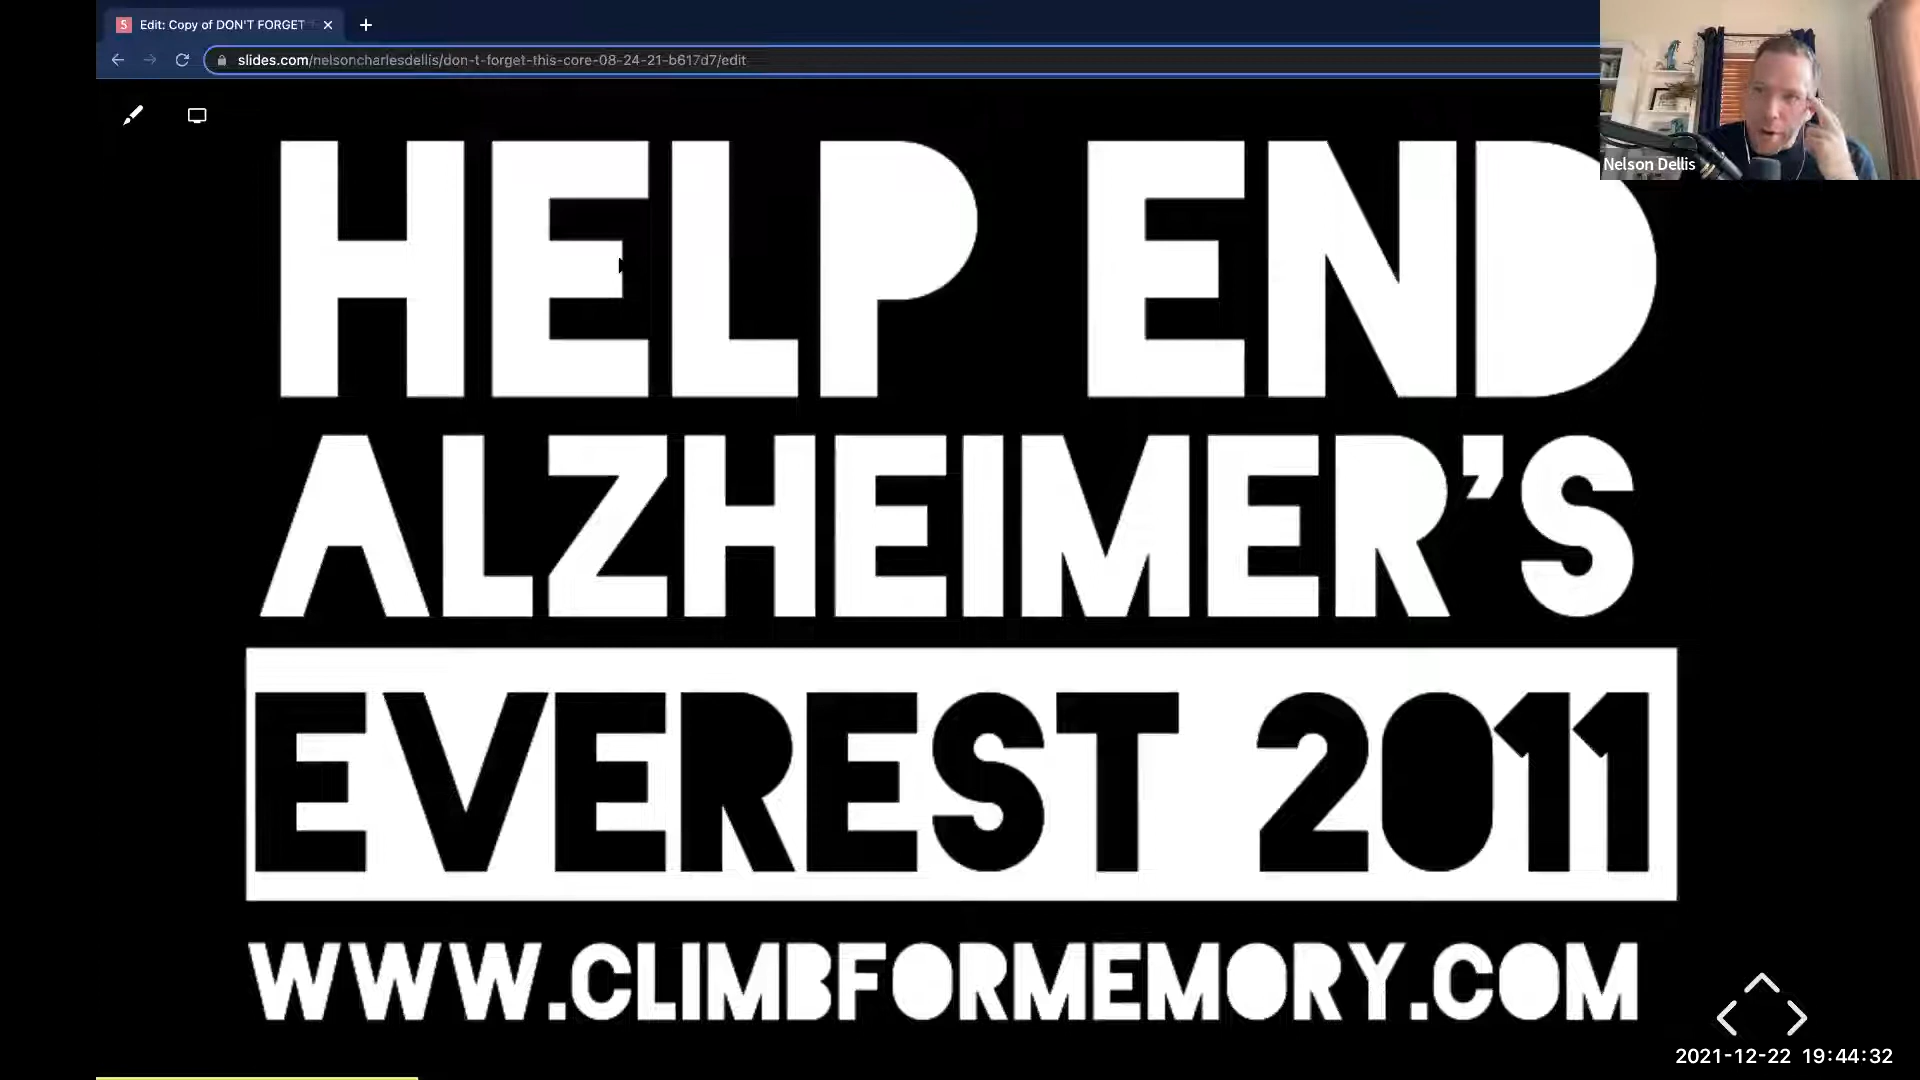 Edit: Copy of DON'T FORGET
slides.com/nelsoncharlesdellis/don-t-forget-this-core-08-24-21-b617d7/edit
Nelson Dellis
HELP END
ALZHEIMER'S
EVEREST 2011
WWW.CLIMBFORMEMORY.COM
2021-12-22 19:44:32